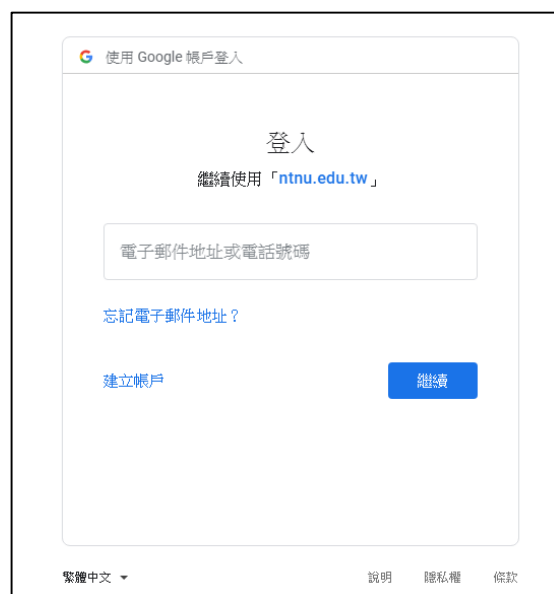 使用 Google 帳戶登入
登入
繼續使用「ntnu.edu.tw」
電子郵件地址或電話號碼
忘記電子郵件地址？
建立帳戶 繼續
繁體中文 說明 隱私權 條款